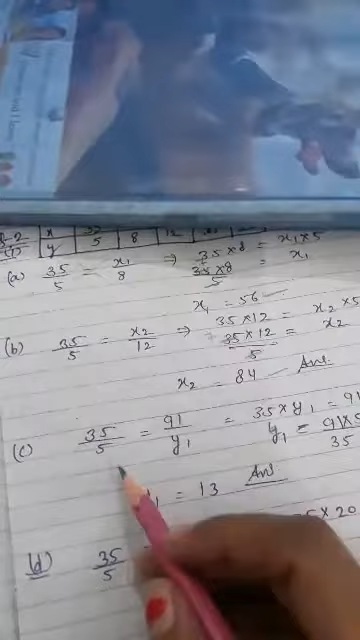 x 35
y 5 8 12
(a) 35/5 = x₁/8 ⇒ 35×8 = x₁×5
35×8/5 = x₁
x₁ = 56
(b) 35/5 = x₂/12 ⇒ 35×12 = x₂×5
35×12/5 = x₂
x₂ = 84 Ans
(c) 35/5 = 91/y₁ = 35×y₁ = 91
y₁ = 91×5/35
= 13 Ans
(d) 35/5 × 20